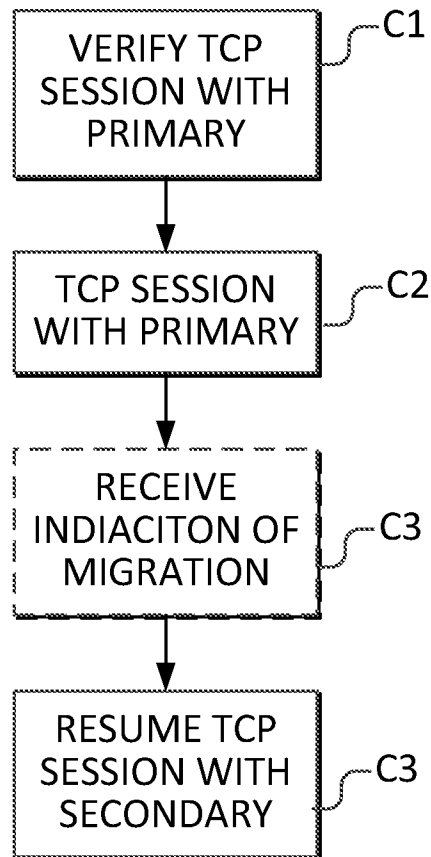 VERIFY TCP
SESSION WITH
PRIMARY
C1
TCP SESSION
WITH PRIMARY
C2
RECEIVE
INDIACITON OF
MIGRATION
C3
RESUME TCP
SESSION WITH
SECONDARY
C3